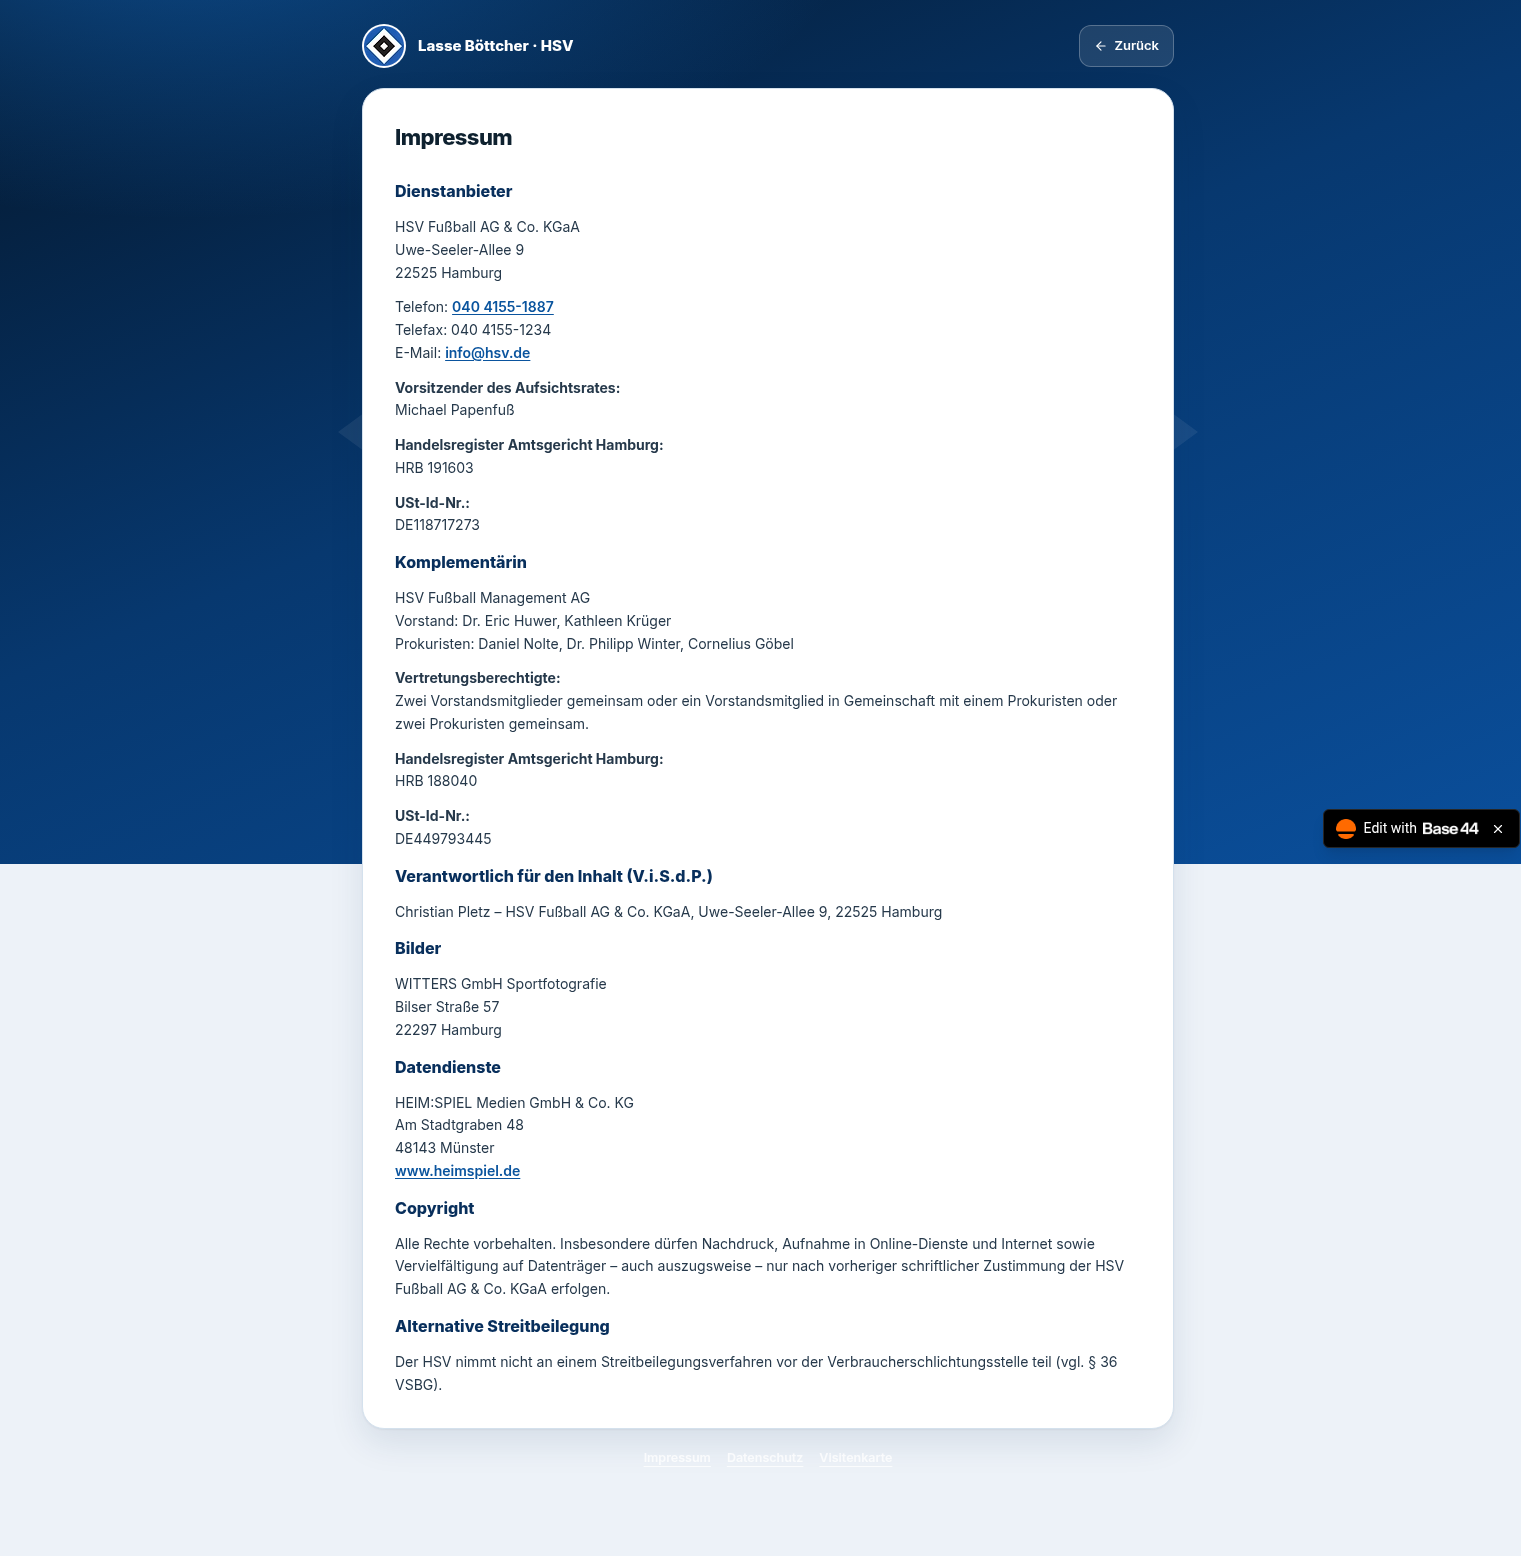 Lasse Böttcher · HSV
Zurück
Impressum
Dienstanbieter
HSV Fußball AG & Co. KGaA
Uwe-Seeler-Allee 9
22525 Hamburg
Telefon: 040 4155-1887
Telefax: 040 4155-1234
E-Mail: info@hsv.de
Vorsitzender des Aufsichtsrates:
Michael Papenfuß
Handelsregister Amtsgericht Hamburg:
HRB 191603
USt-Id-Nr.:
DE118717273
Komplementärin
HSV Fußball Management AG
Vorstand: Dr. Eric Huwer, Kathleen Krüger
Prokuristen: Daniel Nolte, Dr. Philipp Winter, Cornelius Göbel
Vertretungsberechtigte:
Zwei Vorstandsmitglieder gemeinsam oder ein Vorstandsmitglied in Gemeinschaft mit einem Prokuristen oder
zwei Prokuristen gemeinsam.
Handelsregister Amtsgericht Hamburg:
HRB 188040
USt-Id-Nr.:
DE449793445
Edit with Base44
Verantwortlich für den Inhalt (V.i.S.d.P.)
Christian Pletz – HSV Fußball AG & Co. KGaA, Uwe-Seeler-Allee 9, 22525 Hamburg
Bilder
WITTERS GmbH Sportfotografie
Bilser Straße 57
22297 Hamburg
Datendienste
HEIM:SPIEL Medien GmbH & Co. KG
Am Stadtgraben 48
48143 Münster
www.heimspiel.de
Copyright
Alle Rechte vorbehalten. Insbesondere dürfen Nachdruck, Aufnahme in Online-Dienste und Internet sowie
Vervielfältigung auf Datenträger – auch auszugsweise – nur nach vorheriger schriftlicher Zustimmung der HSV
Fußball AG & Co. KGaA erfolgen.
Alternative Streitbeilegung
Der HSV nimmt nicht an einem Streitbeilegungsverfahren vor der Verbraucherschlichtungsstelle teil (vgl. § 36
VSBG).
Impressum Datenschutz Visitenkarte